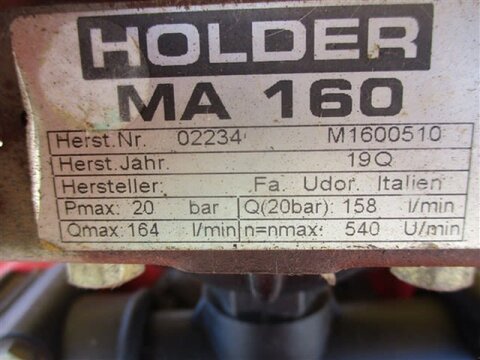 HOLDER
MA 160
Herst.Nr. 02234 M1600510
Herst.Jahr. 19Q
Hersteller: Fa. Udor. Italien
Pmax: 20 bar Q(20bar): 158 l/min
Qmax: 164 l/min n=nmax: 540 U/min